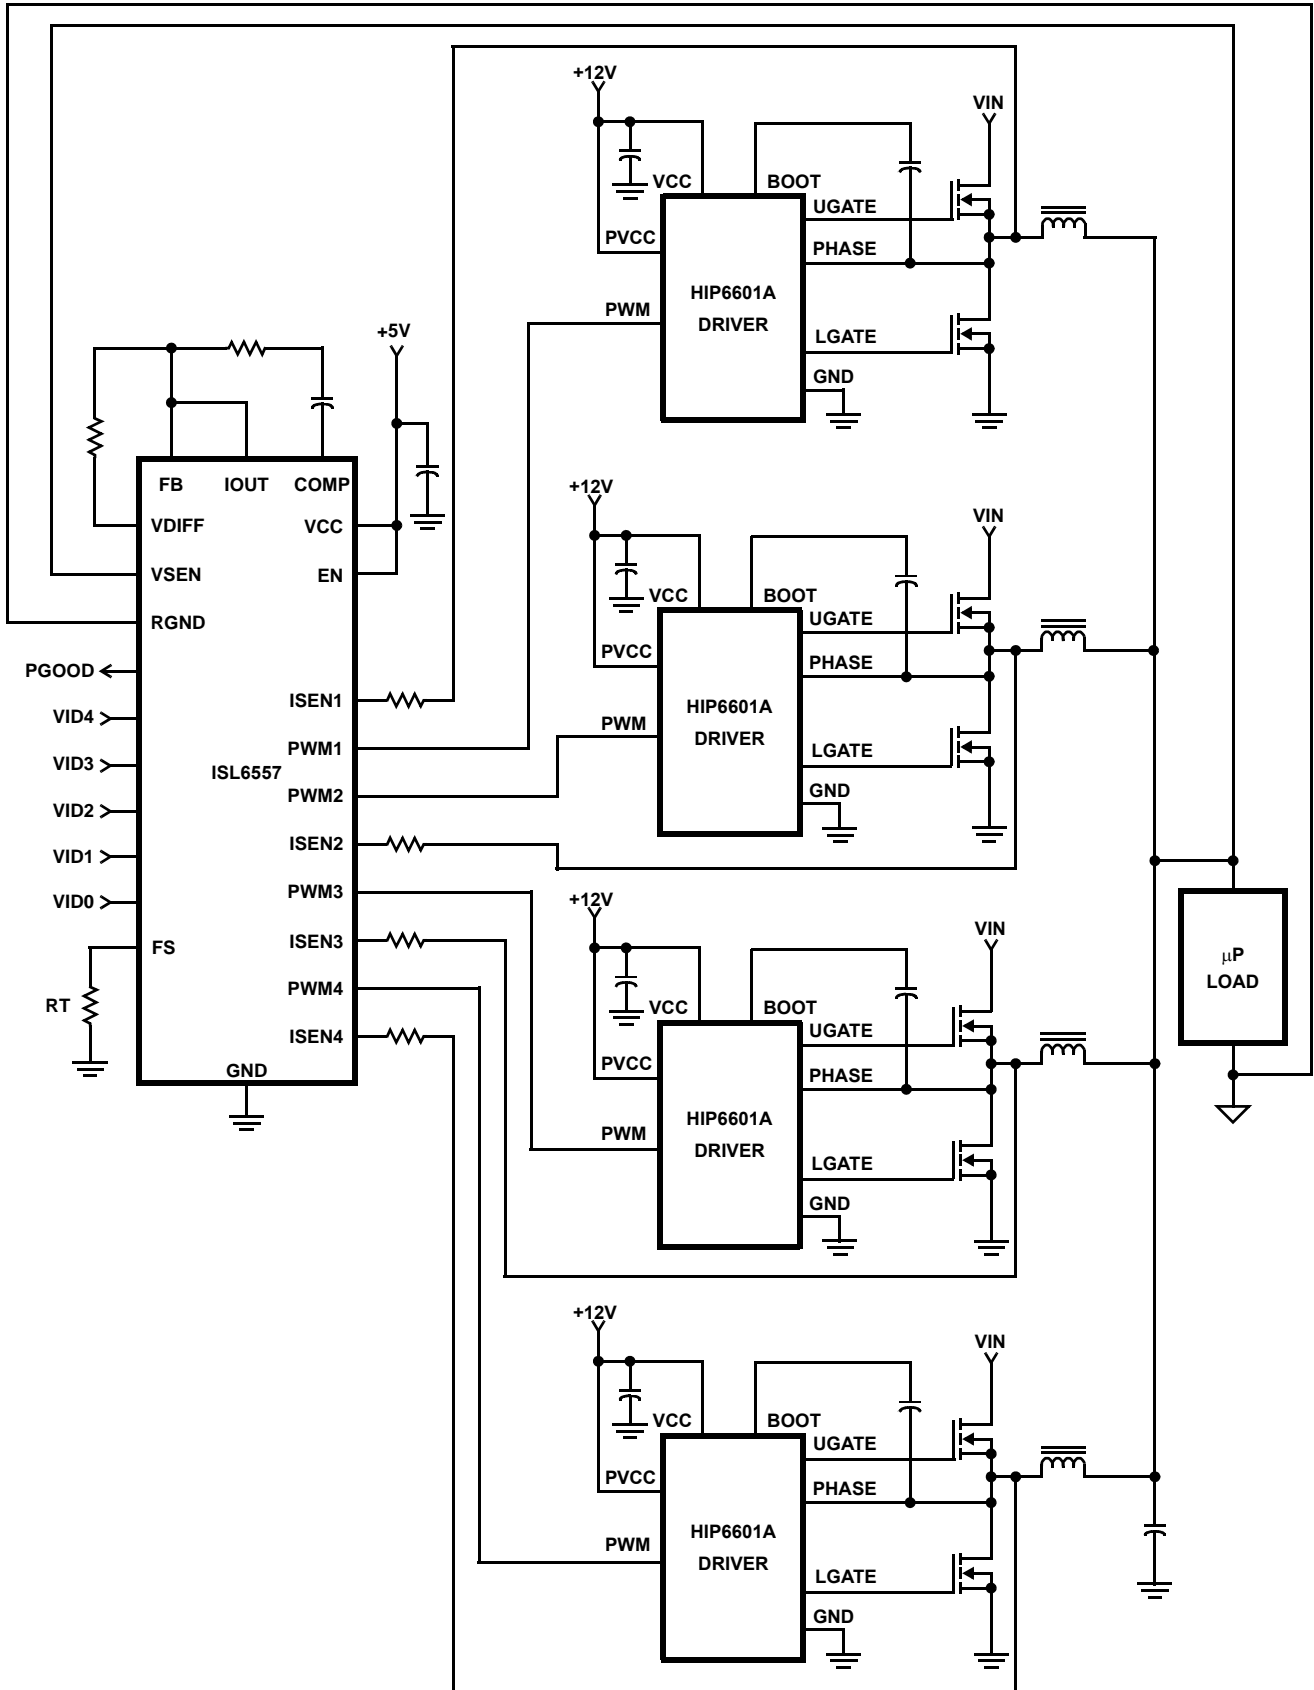 +12V
VIN
VCC
BOOT
UGATE
PVCC
PHASE
HIP6601A
DRIVER
PWM
LGATE
GND
+5V
FB
IOUT
COMP
VDIFF
VCC
VSEN
EN
RGND
PGOOD
ISEN1
VID4
PWM1
VID3
ISL6557
PWM2
VID2
ISEN2
VID1
PWM3
VID0
ISEN3
FS
PWM4
RT
ISEN4
GND
+12V
VIN
VCC
BOOT
UGATE
PVCC
PHASE
HIP6601A
DRIVER
PWM
LGATE
GND
+12V
VIN
VCC
BOOT
UGATE
PVCC
PHASE
HIP6601A
DRIVER
PWM
LGATE
GND
μP
LOAD
+12V
VIN
VCC
BOOT
UGATE
PVCC
PHASE
HIP6601A
DRIVER
PWM
LGATE
GND